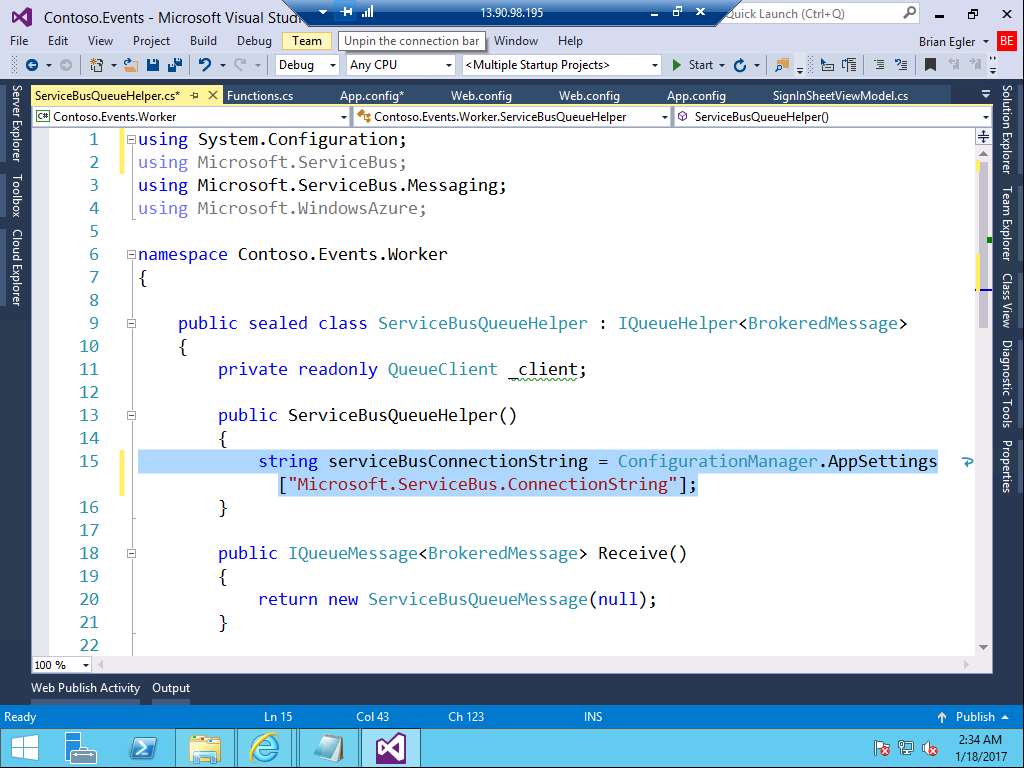 Contoso.Events - Microsoft Visual Studi
13.90.98.195
Quick Launch (Ctrl+Q)
File Edit View Project Build Debug Team Window Help
Unpin the connection bar
Brian Egler BE
Debug Any CPU <Multiple Startup Projects> Start
ServiceBusQueueHelper.cs* Functions.cs App.config* Web.config Web.config App.config SignInSheetViewModel.cs
C# Contoso.Events.Worker Contoso.Events.Worker.ServiceBusQueueHelper ServiceBusQueueHelper()
Server Explorer
Toolbox
Cloud Explorer
1 using System.Configuration;
2 using Microsoft.ServiceBus;
3 using Microsoft.ServiceBus.Messaging;
4 using Microsoft.WindowsAzure;
5
6 namespace Contoso.Events.Worker
7 {
8
9 public sealed class ServiceBusQueueHelper : IQueueHelper<BrokeredMessage>
10 {
11 private readonly QueueClient _client;
12
13 public ServiceBusQueueHelper()
14 {
15 string serviceBusConnectionString = ConfigurationManager.AppSettings
["Microsoft.ServiceBus.ConnectionString"];
16 }
17
18 public IQueueMessage<BrokeredMessage> Receive()
19 {
20 return new ServiceBusQueueMessage(null);
21 }
22
Solution Explorer
Team Explorer
Class View
Diagnostic Tools
Properties
100 %
Web Publish Activity Output
Ready Ln 15 Col 43 Ch 123 INS Publish
2:34 AM
1/18/2017